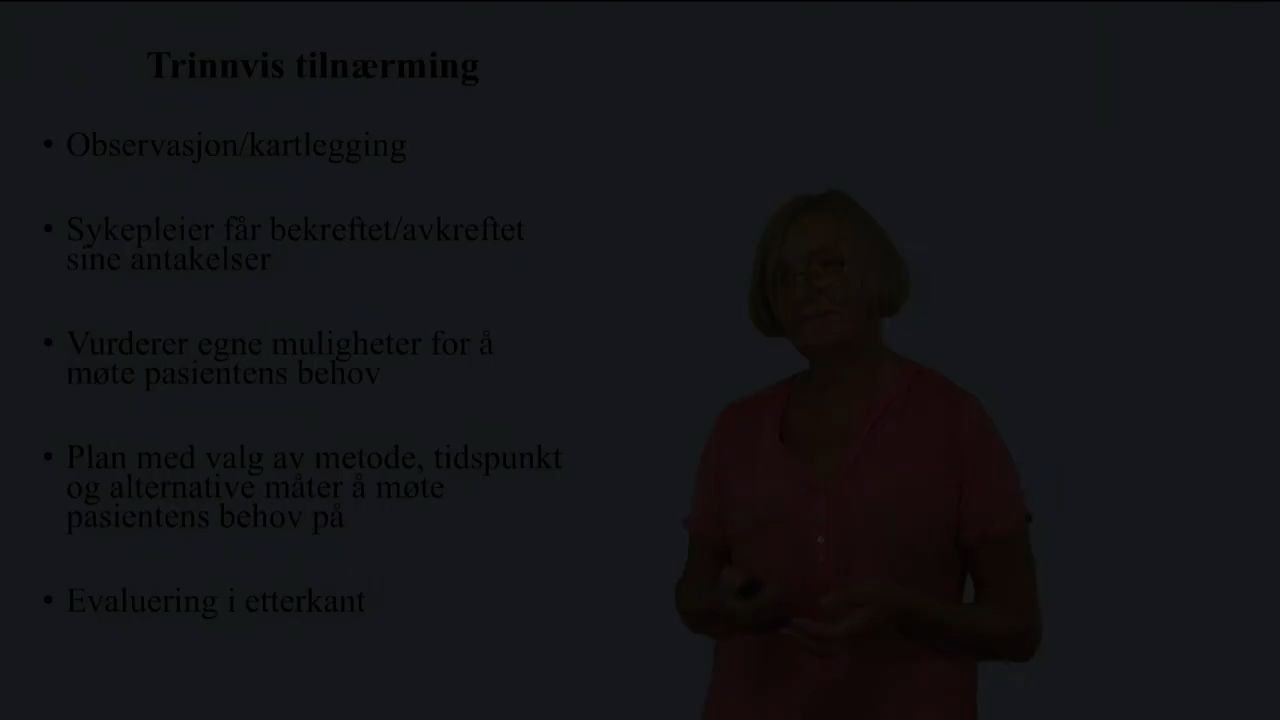 Trinnvis tilnærming
• Observasjon/kartlegging
• Sykepleier får bekreftet/avkreftet
sine antakelser
• Vurderer egne muligheter for å
møte pasientens behov
• Plan med valg av metode, tidspunkt
og alternative måter å møte
pasientens behov på
• Evaluering i etterkant